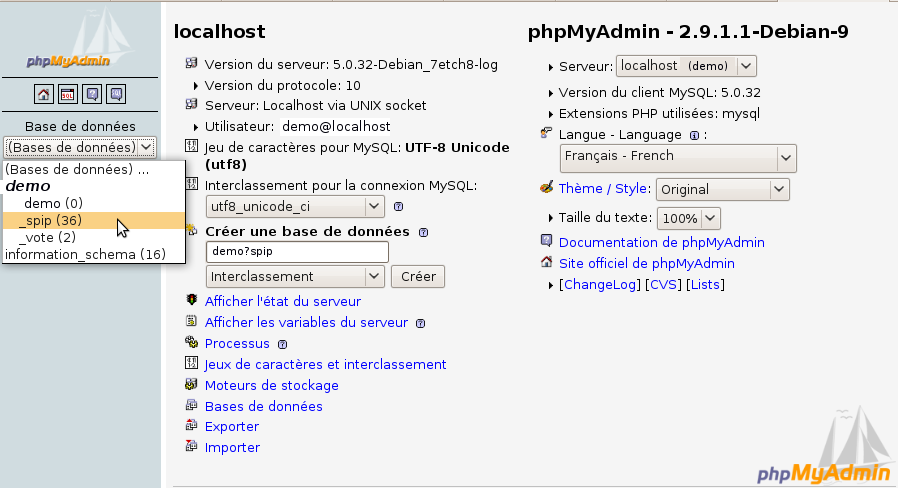 phpMyAdmin
Base de données
(Bases de données)
(Bases de données) ...
demo
demo (0)
_spip (36)
_vote (2)
information_schema (16)
localhost
Version du serveur: 5.0.32-Debian_7etch8-log
Version du protocole: 10
Serveur: Localhost via UNIX socket
Utilisateur: demo@localhost
Jeu de caractères pour MySQL: UTF-8 Unicode
(utf8)
Interclassement pour la connexion MySQL:
utf8_unicode_ci
Créer une base de données
demo?spip
Interclassement Créer
Afficher l'état du serveur
Afficher les variables du serveur
Processus
Jeux de caractères et interclassement
Moteurs de stockage
Bases de données
Exporter
Importer
phpMyAdmin - 2.9.1.1-Debian-9
Serveur: localhost (demo)
Version du client MySQL: 5.0.32
Extensions PHP utilisées: mysql
Langue - Language :
Français - French
Thème / Style: Original
Taille du texte: 100%
Documentation de phpMyAdmin
Site officiel de phpMyAdmin
[ChangeLog] [CVS] [Lists]
phpMyAdmin